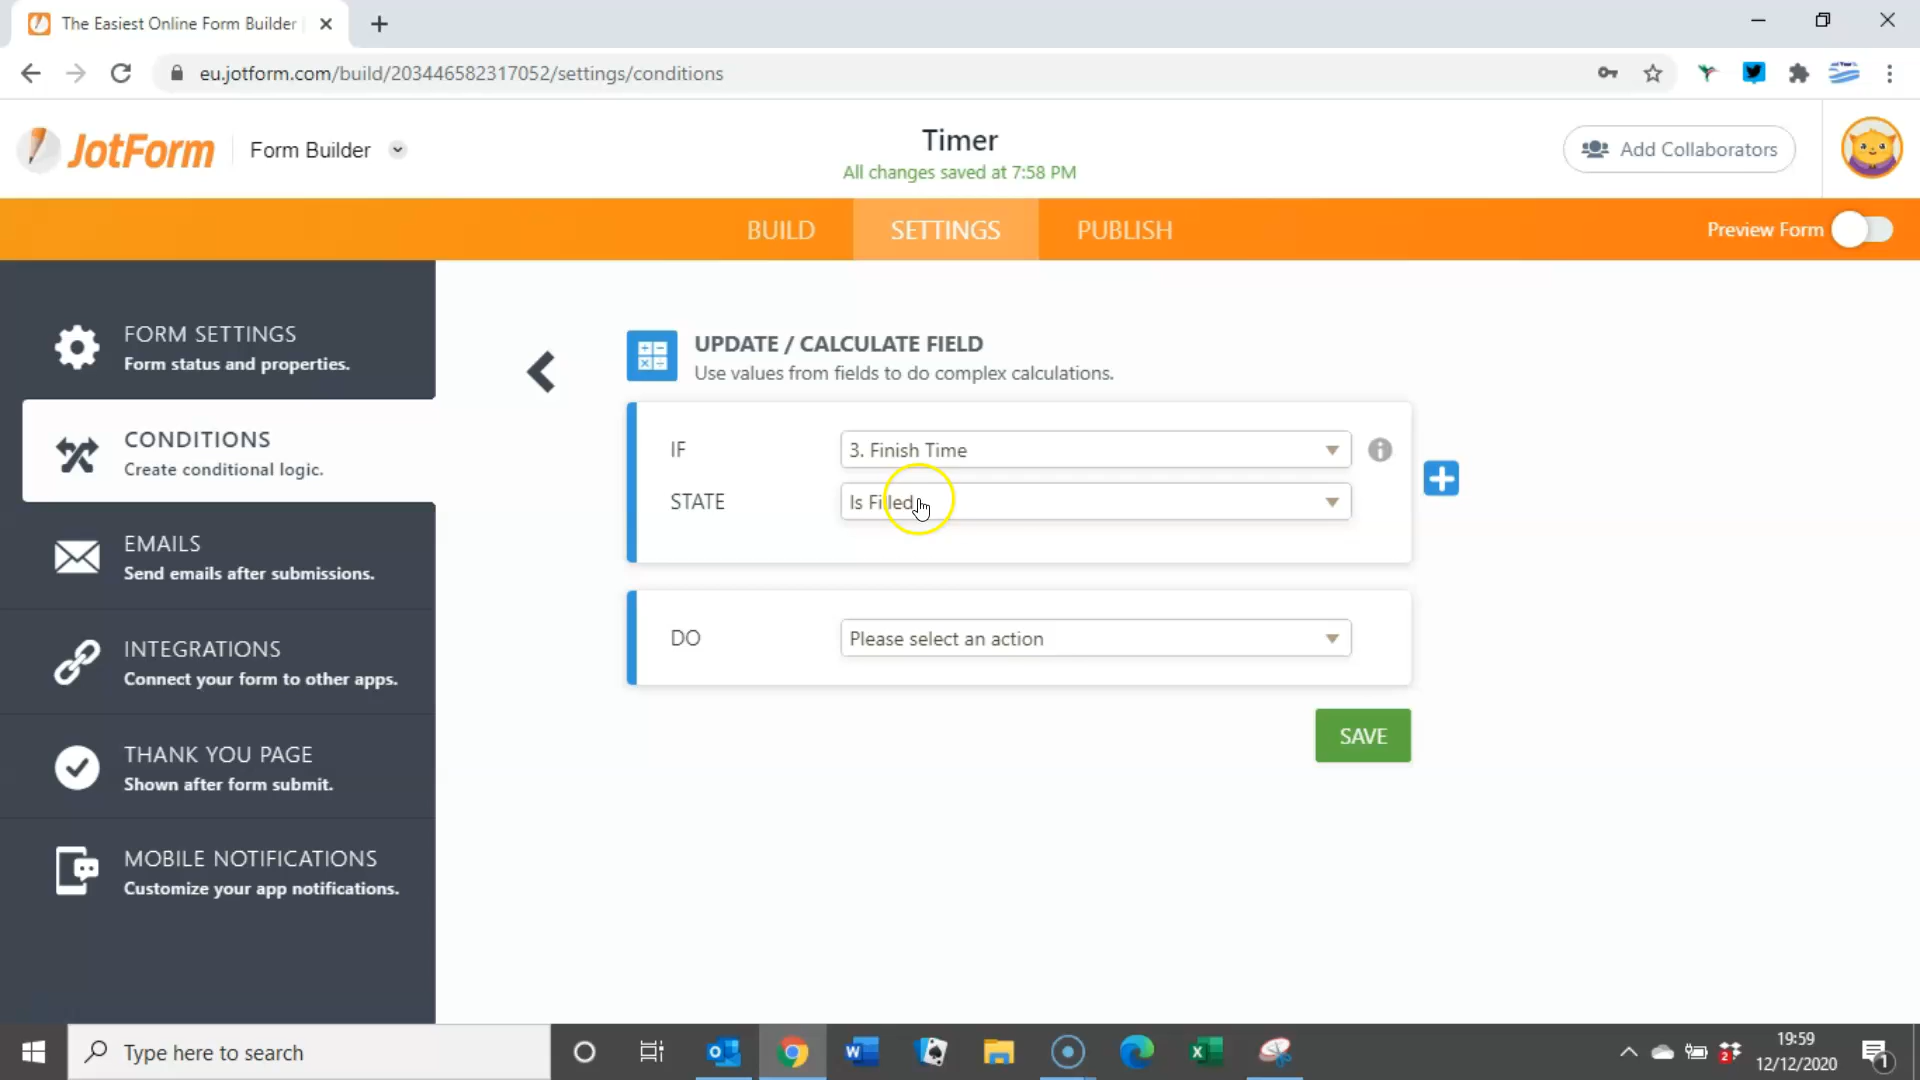 The Easiest Online Form Builder
eu.jotform.com/build/203446582317052/settings/conditions
JotForm
Form Builder
Timer
All changes saved at 7:58 PM
Add Collaborators
BUILD
SETTINGS
PUBLISH
Preview Form
FORM SETTINGS
Form status and properties.
CONDITIONS
Create conditional logic.
EMAILS
Send emails after submissions.
INTEGRATIONS
Connect your form to other apps.
THANK YOU PAGE
Shown after form submit.
MOBILE NOTIFICATIONS
Customize your app notifications.
UPDATE / CALCULATE FIELD
Use values from fields to do complex calculations.
IF
3. Finish Time
STATE
Is Filled
DO
Please select an action
SAVE
Type here to search
2
19:59
12/12/2020
1